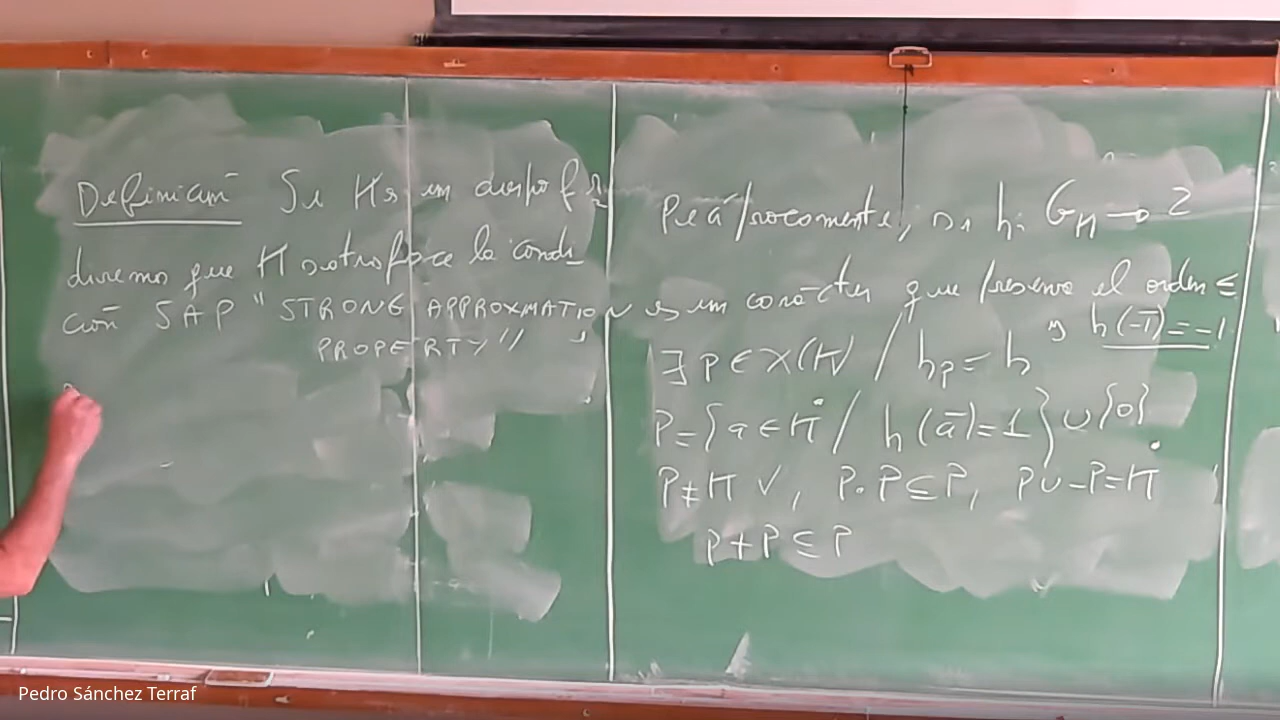 Definición Si K es un cuerpo f.r.
diremos que K satisface la condi_
ción SAP "STRONG APPROXIMATION
PROPERTY"
Recíprocamente, si h: G_K → 2
es un carácter que preserva el orden ≤
y h(-1̄) = -1
∃ P ∈ X(K) / h_P = h
P = {a ∈ K̇ / h(ā) = 1} ∪ {0}
P ≠ K ✓, P·P ⊆ P, P ∪ -P = K
P + P ⊆ P
Pedro Sánchez Terraf